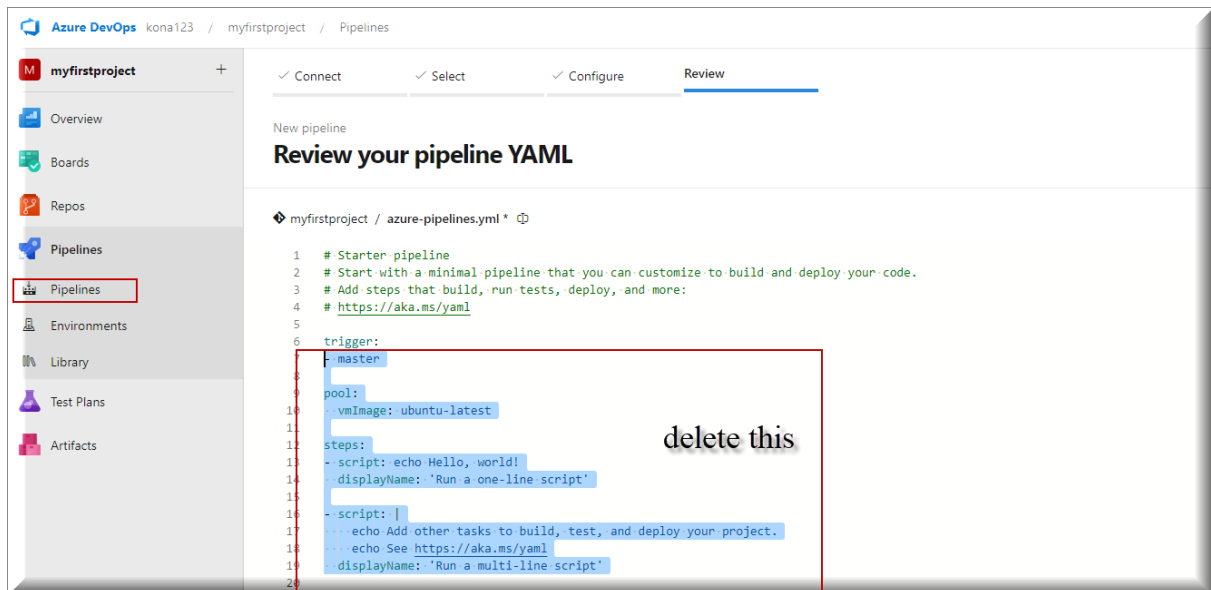 Azure DevOps kona123 / myfirstproject / Pipelines
M myfirstproject +
Overview
Boards
Repos
Pipelines
Pipelines
Environments
Library
Test Plans
Artifacts
Connect Select Configure Review
New pipeline
Review your pipeline YAML
myfirstproject / azure-pipelines.yml *
1 # Starter pipeline
2 # Start with a minimal pipeline that you can customize to build and deploy your code.
3 # Add steps that build, run tests, deploy, and more:
4 # https://aka.ms/yaml
5
6 trigger:
7 - master
8
9 pool:
10 vmImage: ubuntu-latest
11
12 steps:
13 - script: echo Hello, world!
14 displayName: 'Run a one-line script'
15
16 - script: |
17 echo Add other tasks to build, test, and deploy your project.
18 echo See https://aka.ms/yaml
19 displayName: 'Run a multi-line script'
20
delete this